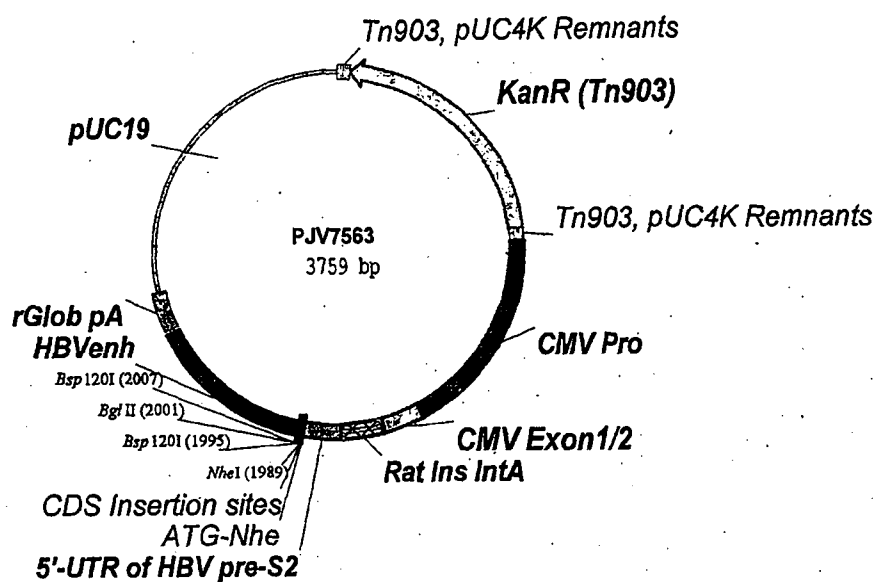 Tn903, pUC4K Remnants
KanR (Tn903)
pUC19
Tn903, pUC4K Remnants
PJV7563
3759 bp
rGlob pA
HBVenh
CMV Pro
Bsp120I (2007)
Bgl II (2001)
Bsp120I (1995)
CMV Exon1/2
NheI (1989)
Rat Ins IntA
CDS Insertion sites
ATG-Nhe
5'-UTR of HBV pre-S2